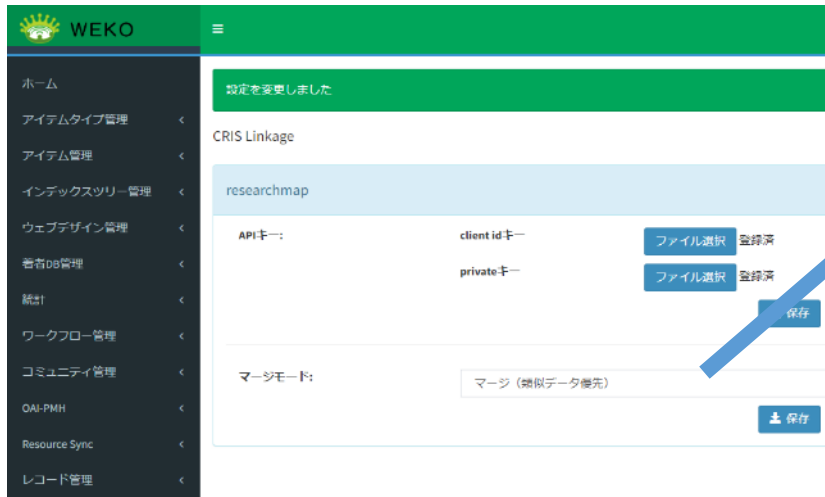 WEKO
ホーム
アイテムタイプ管理
アイテム管理
インデックスツリー管理
ウェブデザイン管理
著者DB管理
統計
ワークフロー管理
コミュニティ管理
OAI-PMH
Resource Sync
レコード管理
設定を変更しました
CRIS Linkage
researchmap
APIキー:
client idキー
ファイル選択 登録済
privateキー
ファイル選択 登録済
保存
マージモード:
マージ（類似データ優先）
保存